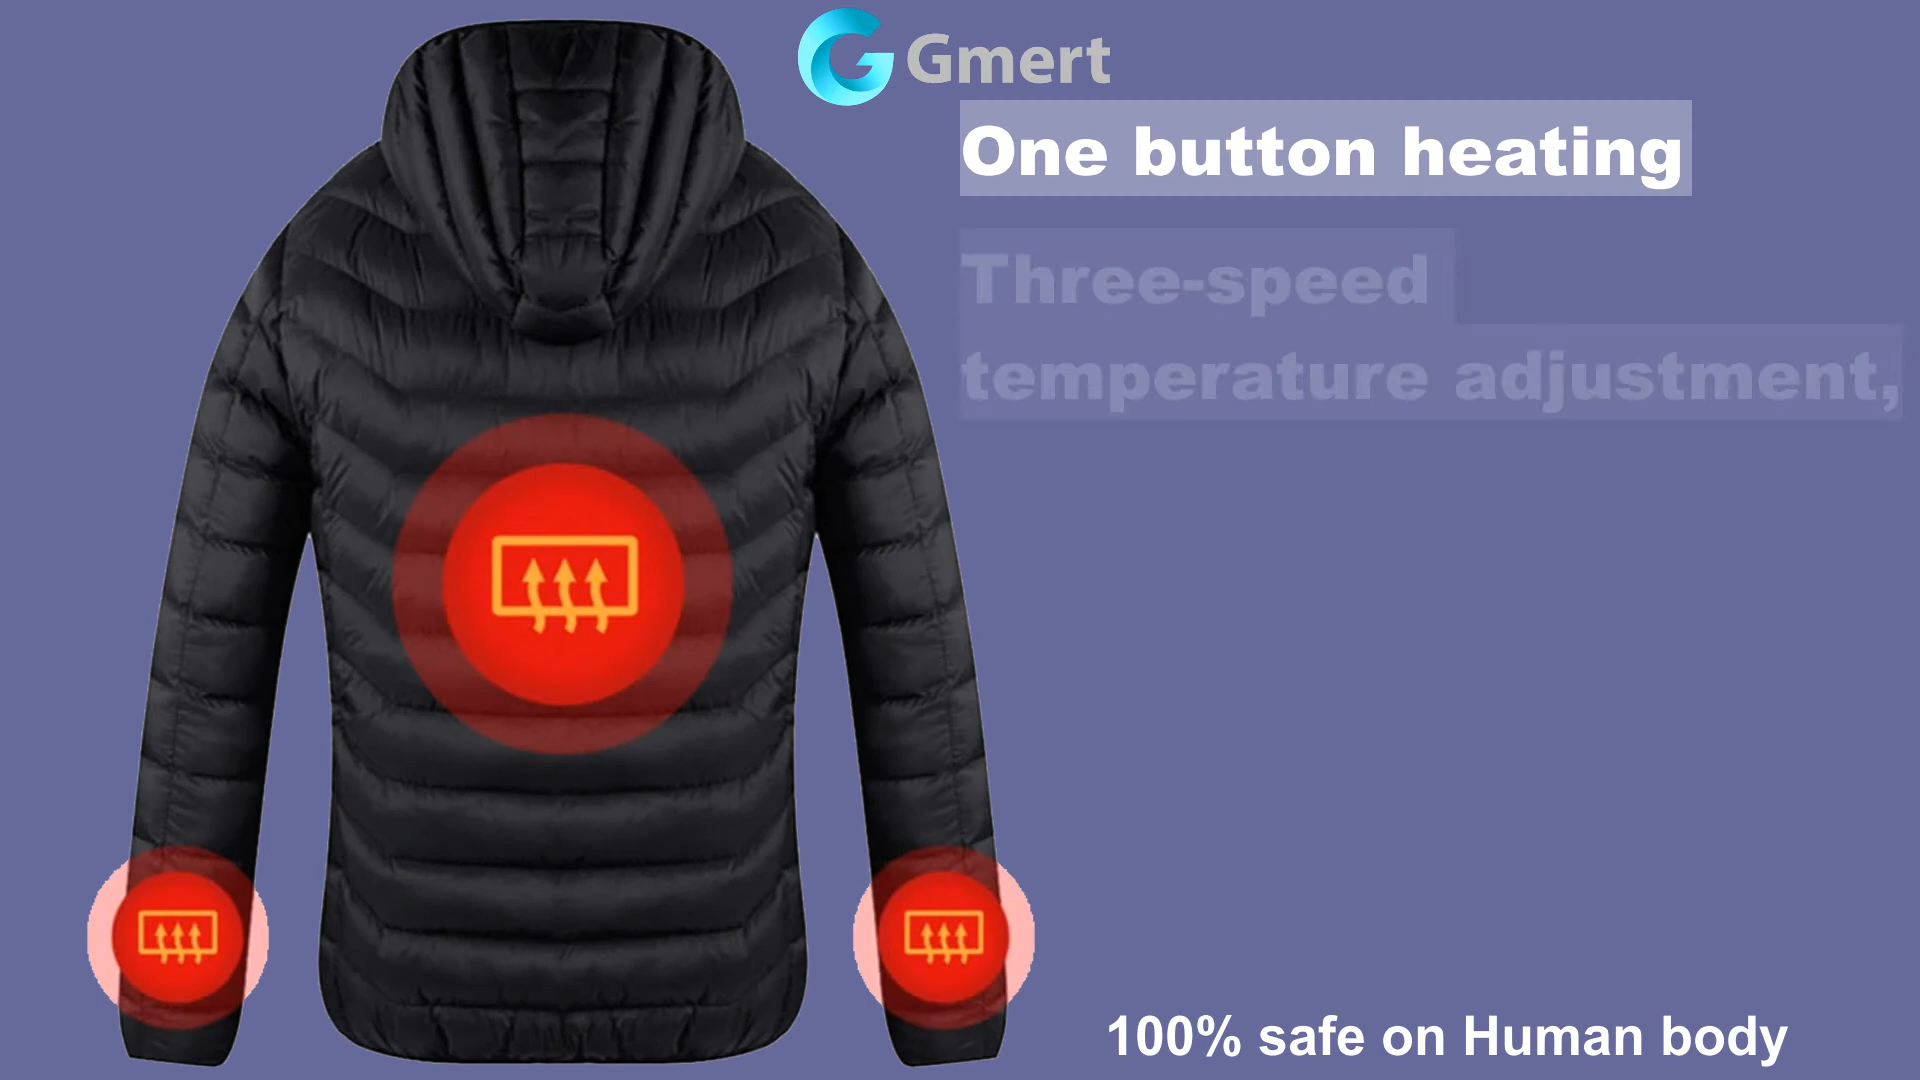 Gmert
One button heating
Three-speed
temperature adjustment,
100% safe on Human body